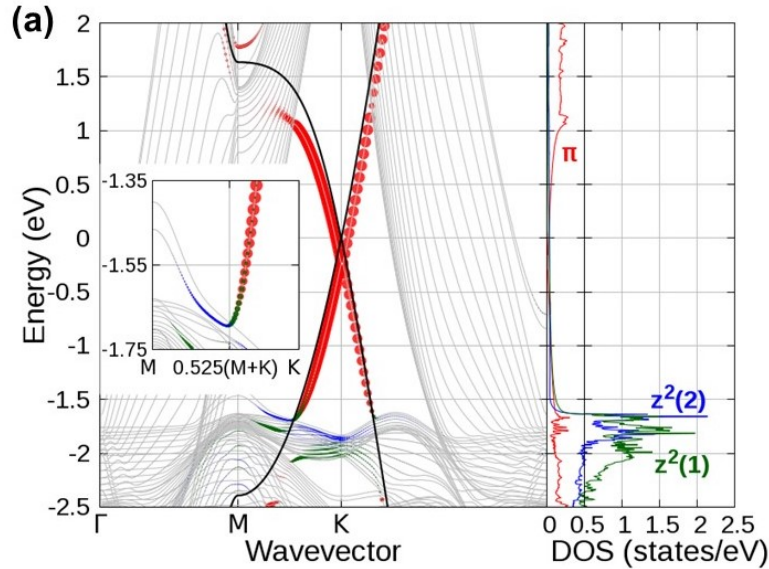 (a)
2
1.5
1
0.5
0
-0.5
-1
-1.5
-2
-2.5
Energy (eV)
-1.35
-1.55
-1.75
M 0.525(M+K) K
Γ M K
Wavevector
π
z²(2)
z²(1)
0 0.5 1 1.5 2 2.5
DOS (states/eV)